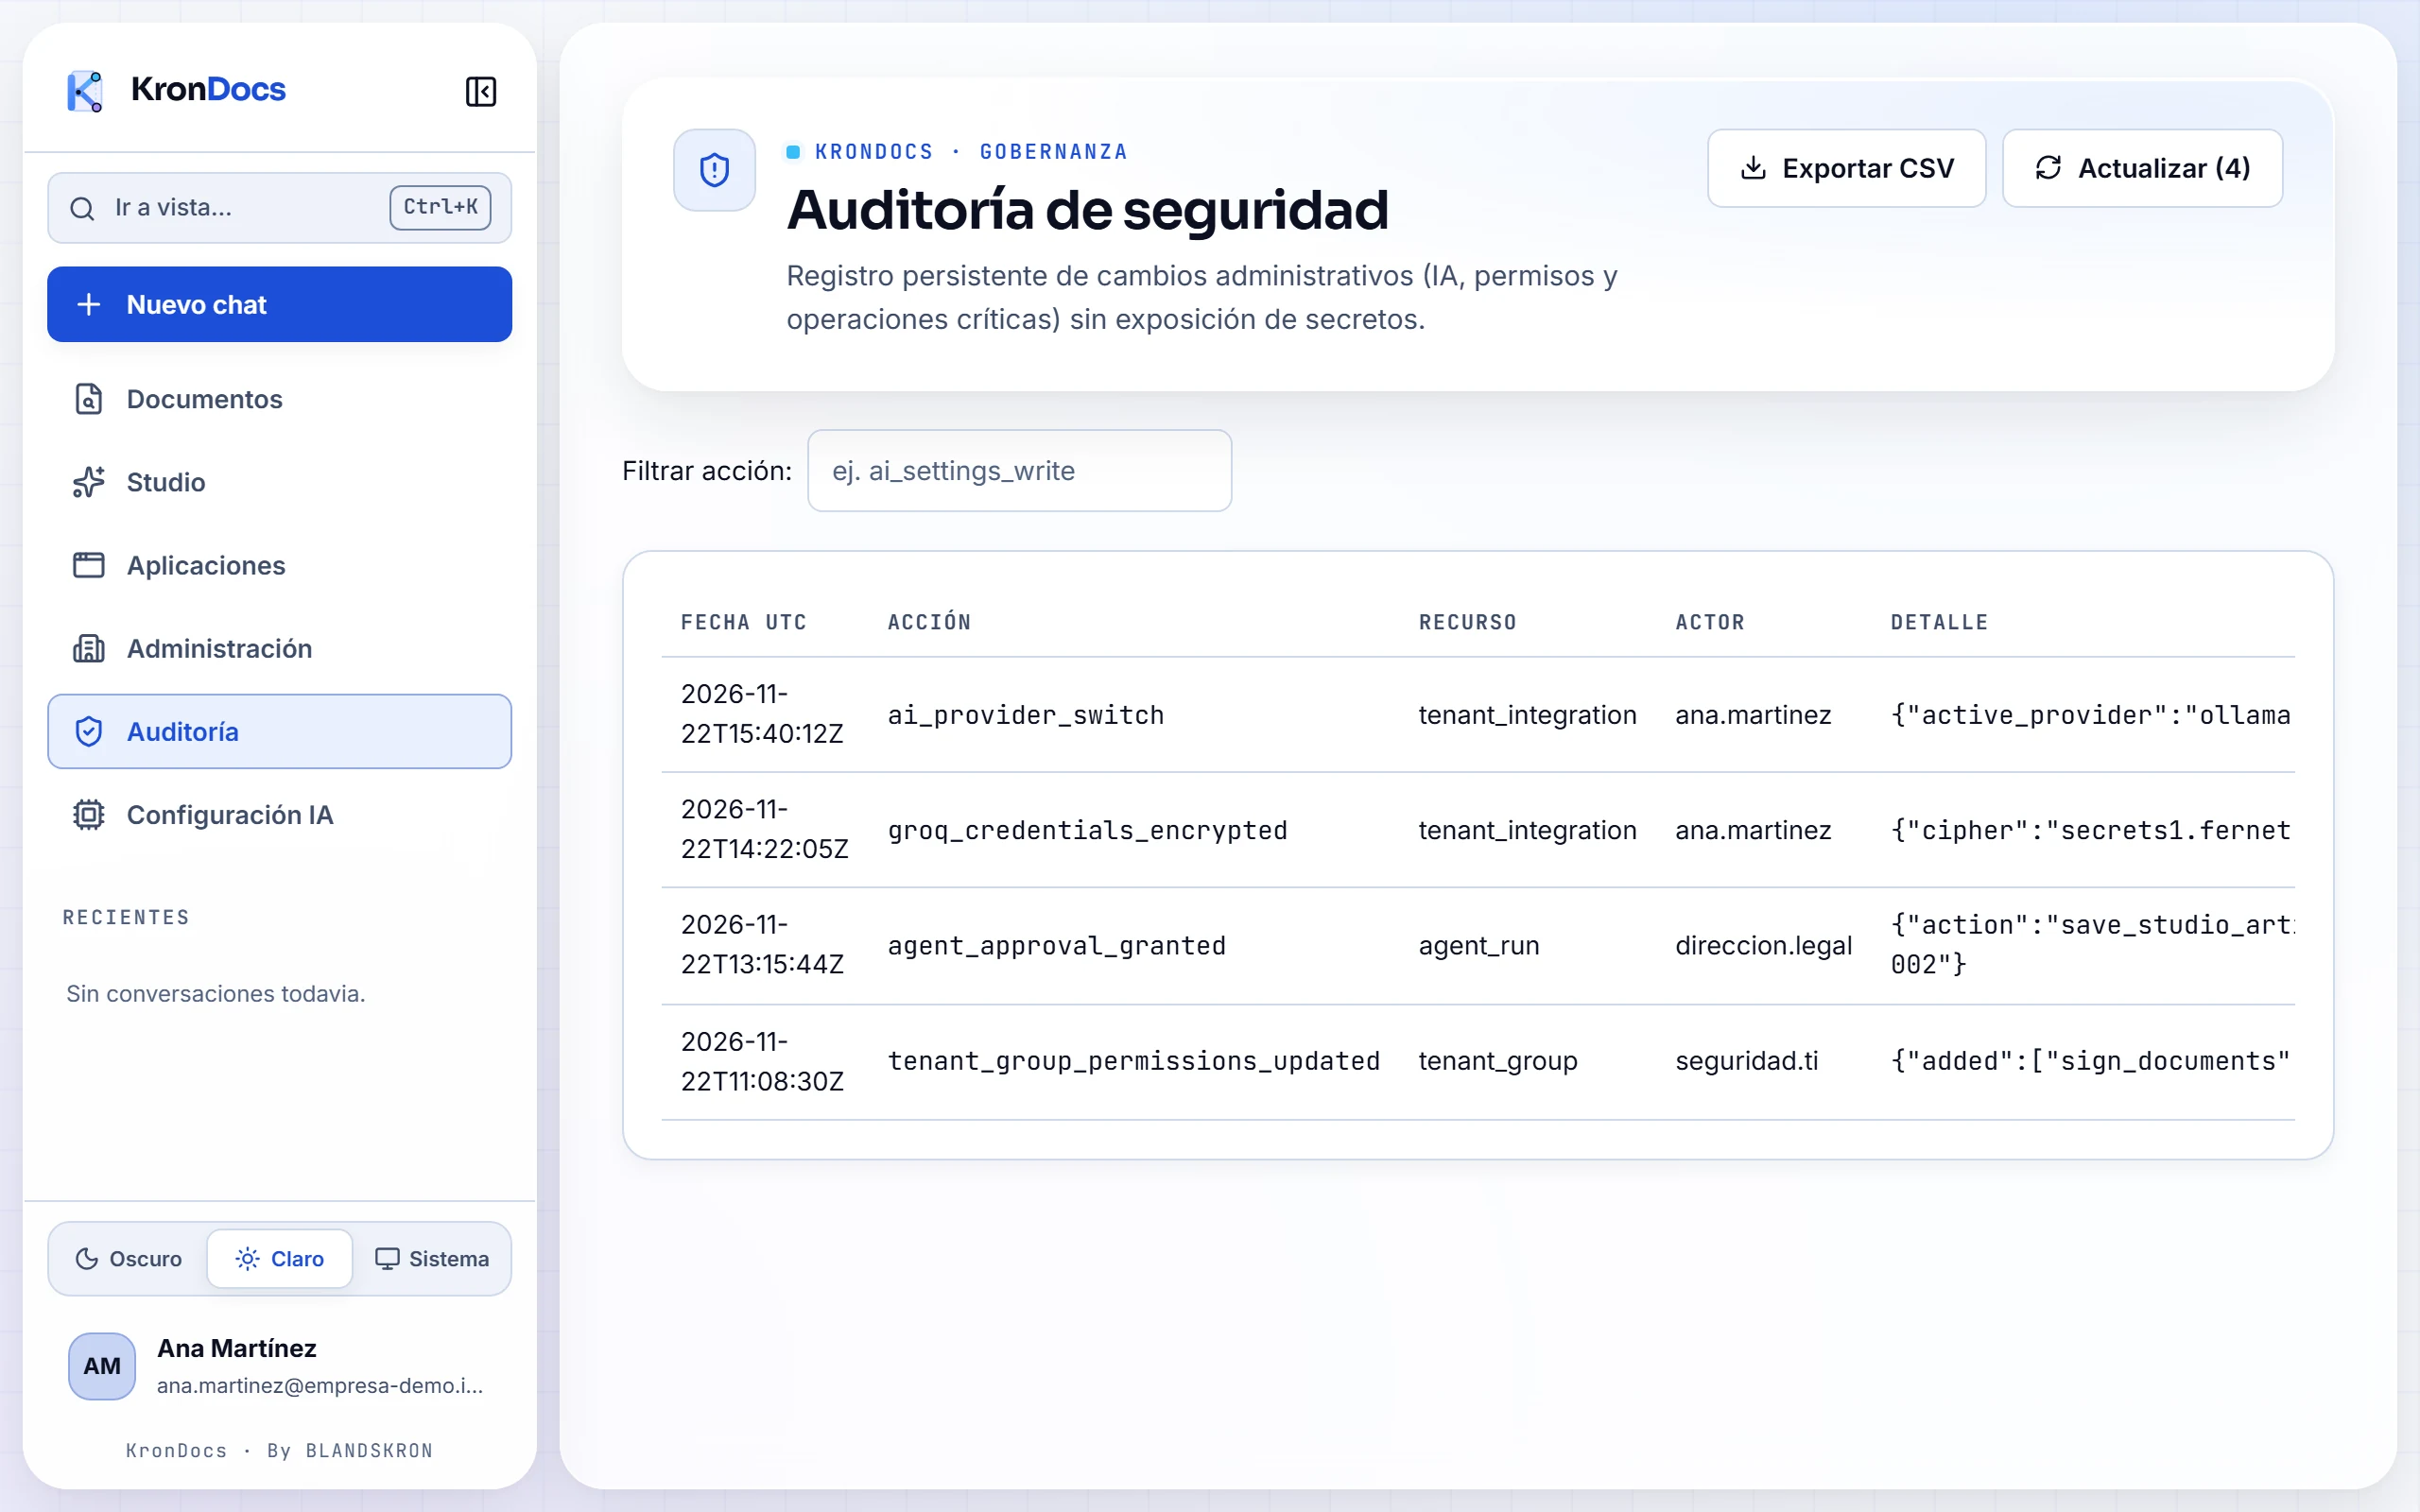 KronDocs
Ir a vista...
Ctrl+K
Nuevo chat
Documentos
Studio
Aplicaciones
Administración
Auditoría
Configuración IA
RECIENTES
Sin conversaciones todavia.
Oscuro
Claro
Sistema
AM
Ana Martínez
ana.martinez@empresa-demo.i...
KronDocs · By BLANDSKRON
KRONDOCS · GOBERNANZA
Auditoría de seguridad
Registro persistente de cambios administrativos (IA, permisos y
operaciones críticas) sin exposición de secretos.
Exportar CSV
Actualizar (4)
Filtrar acción:
ej. ai_settings_write
FECHA UTC ACCIÓN RECURSO ACTOR DETALLE
2026-11-
22T15:40:12Z ai_provider_switch tenant_integration ana.martinez {"active_provider":"ollama
2026-11-
22T14:22:05Z groq_credentials_encrypted tenant_integration ana.martinez {"cipher":"secrets1.fernet
2026-11- {"action":"save_studio_art
22T13:15:44Z agent_approval_granted agent_run direccion.legal 002"}
2026-11-
22T11:08:30Z tenant_group_permissions_updated tenant_group seguridad.ti {"added":["sign_documents"